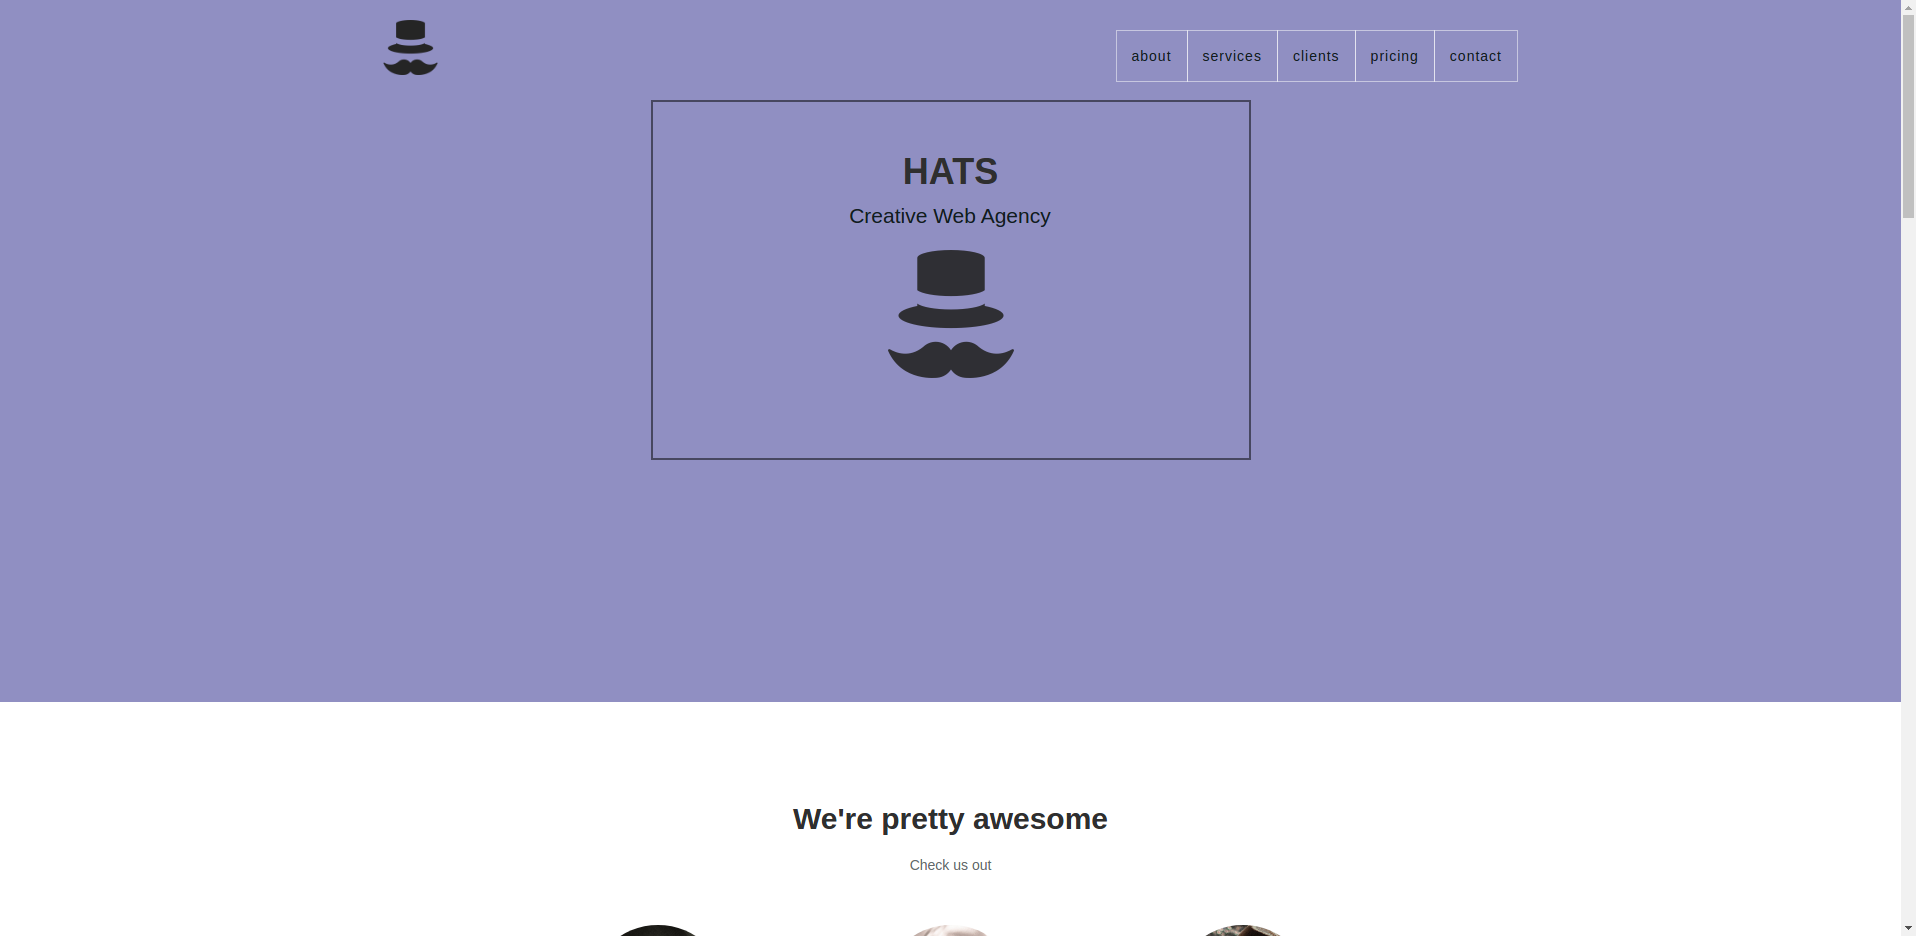 about services clients pricing contact
HATS
Creative Web Agency
We're pretty awesome
Check us out